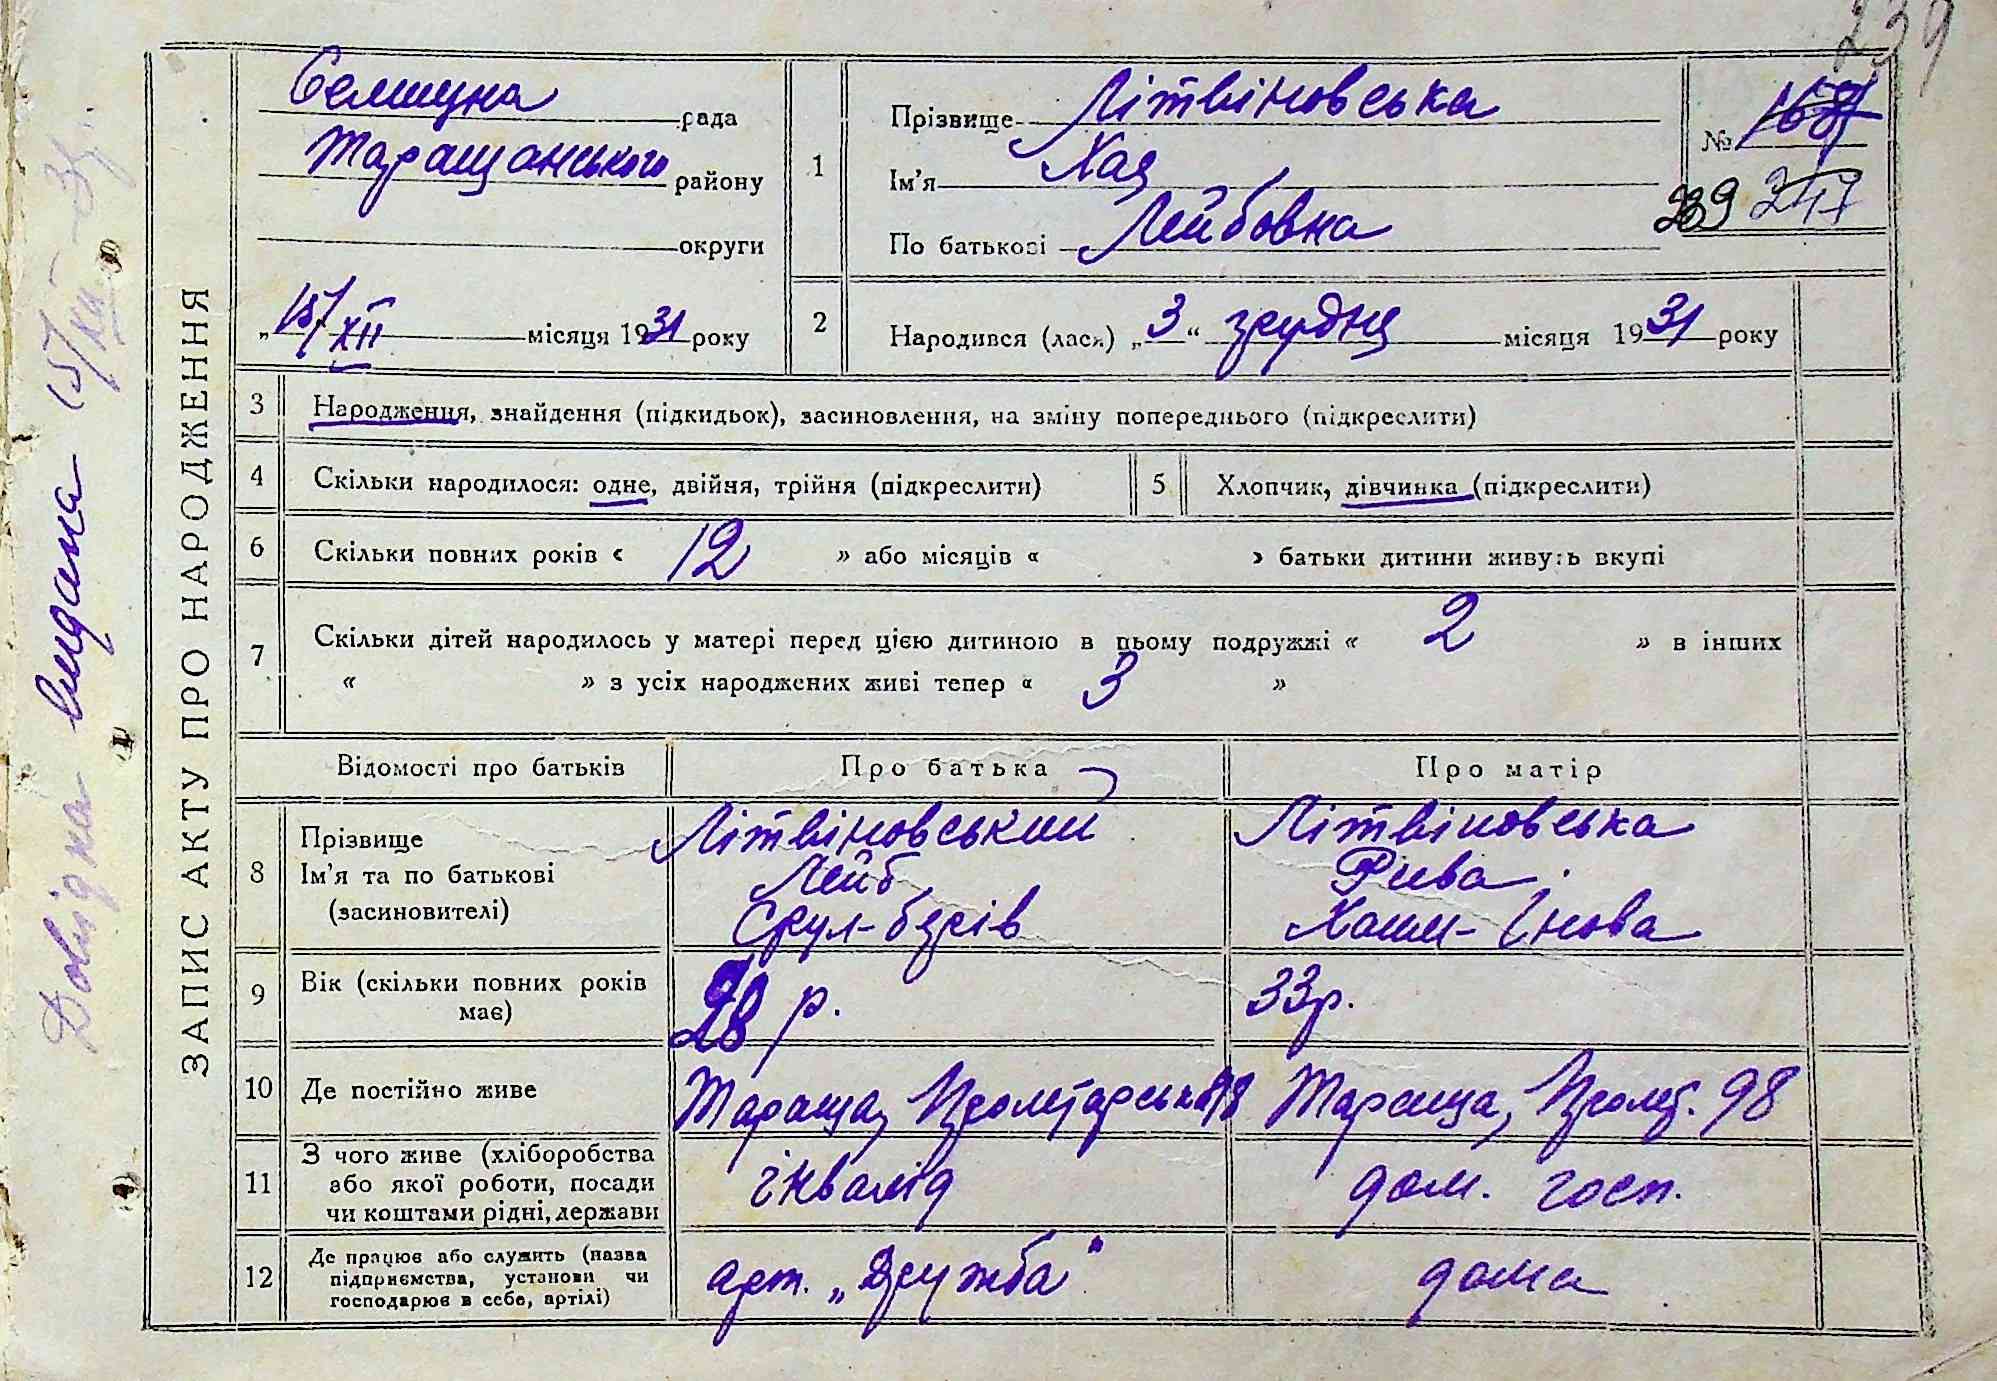 239
Селищна рада
Таращанського району
округи
„15/XII місяця 1931 року
1
Прізвище Літвіновська
Ім'я Хая
По батькові Лейбовна
№ 168
239 247
2
Народився (лася) „3“ грудня місяця 1931 року
ЗАПИС АКТУ ПРО НАРОДЖЕННЯ
Довідка видана 15/XII-31.
3 Народження, знайдення (підкидьок), засиновлення, на зміну попереднього (підкреслити)
4 Скільки народилося: одне, двійня, трійня (підкреслити)
5 Хлопчик, дівчинка (підкреслити)
6 Скільки повних років « 12 » або місяців « » батьки дитини живуть вкупі
7 Скільки дітей народилось у матері перед цією дитиною в цьому подружжі « 2 » в інших
« » з усіх народжених живі тепер « 3 »
Відомості про батьків Про батька Про матір
8 Прізвище Літвіновський Літвіновська
Ім'я та по батькові Лейб Рива
(засиновителі) Срул-берів Хаим-Інова
9 Вік (скільки повних років має) 38 р. 33р.
10 Де постійно живе Тараща, Пролетарська 98 Тараща, Пролет. 98
11 З чого живе (хліборобства
або якої роботи, посади інвалід дом. госп.
чи коштами рідні, держави
12 Де працює або служить (назва
підприємства, установи чи арт. „Дружба" дома
господарює в себе, артілі)